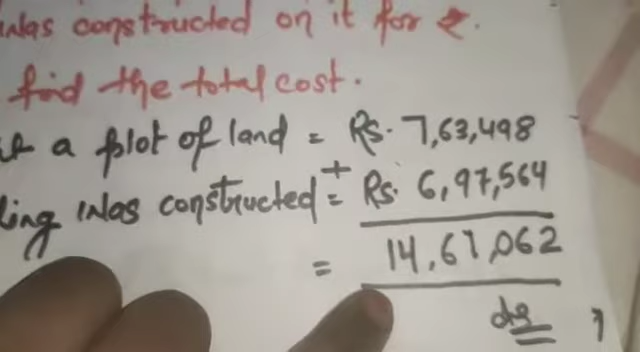 was constructed on it for ₹.
find the total cost.
a plot of land = Rs. 7,63,498
was constructed = + Rs. 6,97,564
= 14,61,062